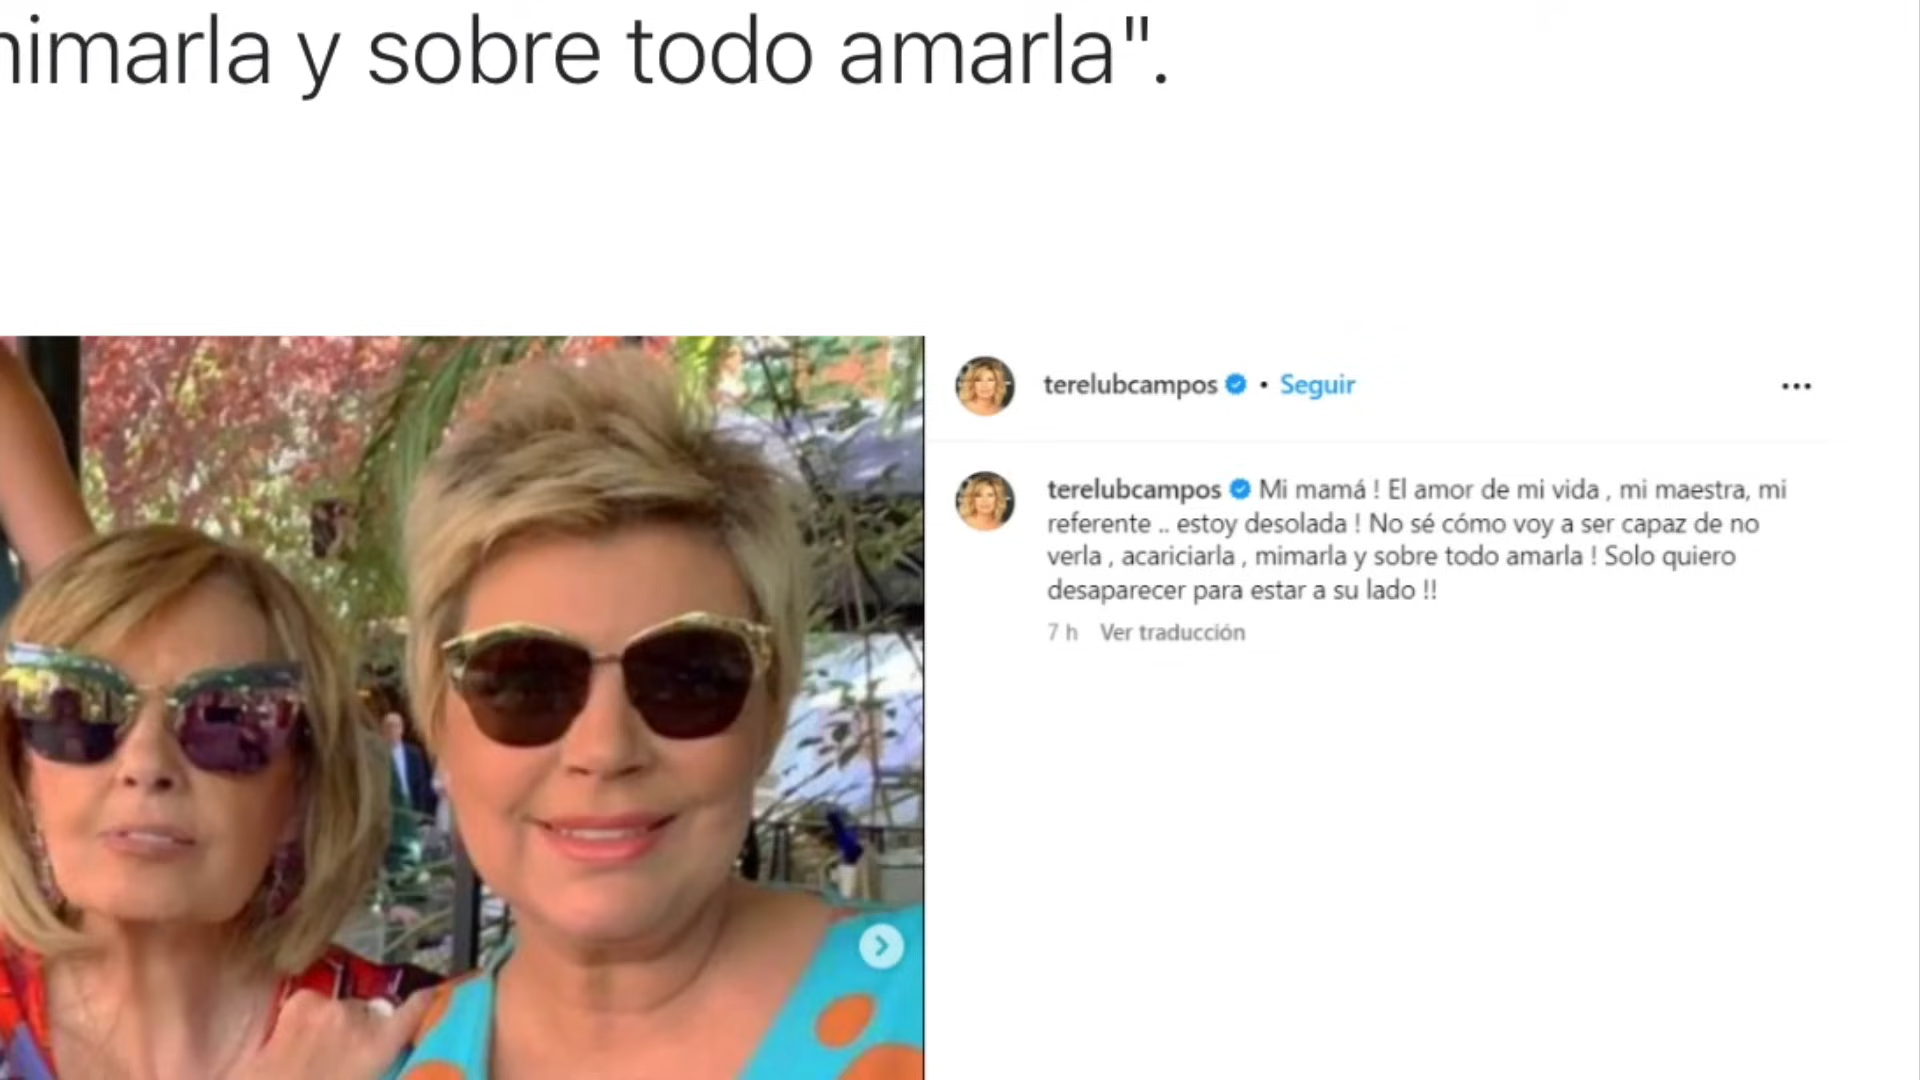 mimarla y sobre todo amarla".
terelubcampos • Seguir
terelubcampos Mi mamá ! El amor de mi vida , mi maestra, mi
referente .. estoy desolada ! No sé cómo voy a ser capaz de no
verla , acariciarla , mimarla y sobre todo amarla ! Solo quiero
desaparecer para estar a su lado !!
7 h Ver traducción